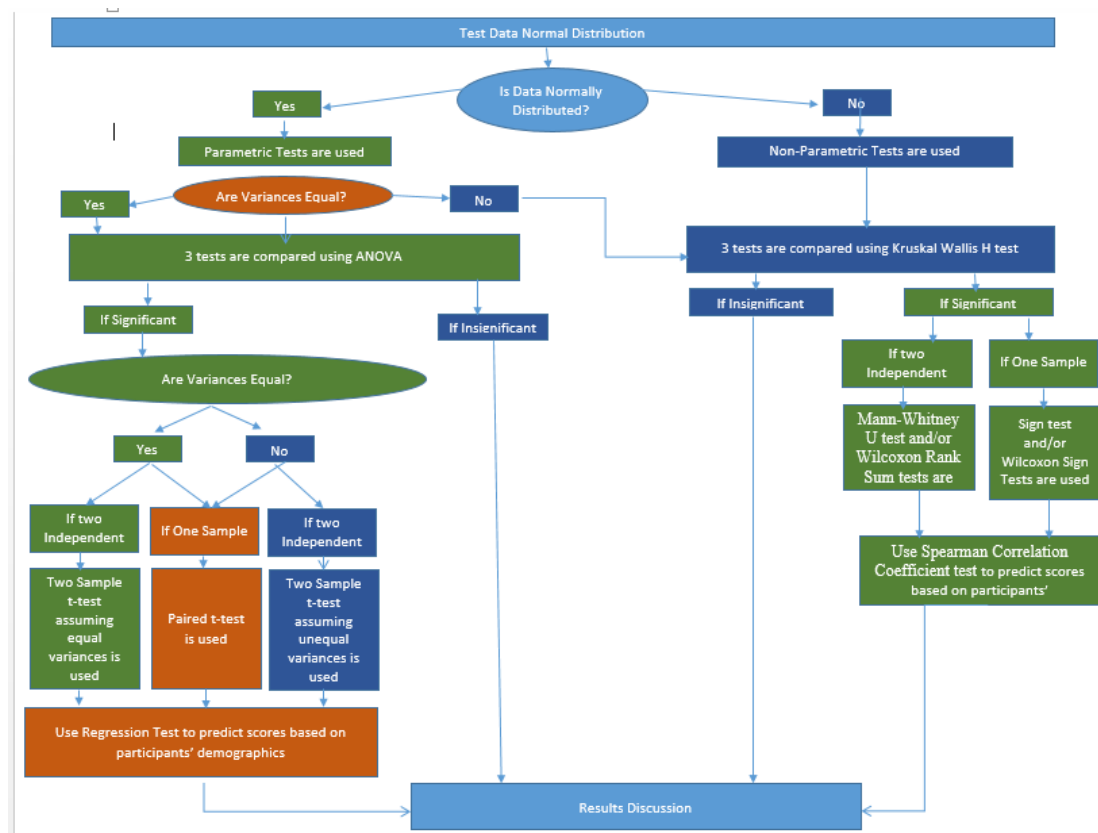 Test Data Normal Distribution
Is Data Normally
Distributed?
Yes
No
Parametric Tests are used
Non-Parametric Tests are used
Are Variances Equal?
Yes
No
3 tests are compared using ANOVA
3 tests are compared using Kruskal Wallis H test
If Significant
If Insignificant
If Insignificant
If Significant
Are Variances Equal?
If two
Independent
If One Sample
Mann-Whitney
U test and/or
Wilcoxon Rank
Sum tests are
Sign test
and/or
Wilcoxon Sign
Tests are used
Yes
No
If two
Independent
If One Sample
If two
Independent
Use Spearman Correlation
Coefficient test to predict scores
based on participants’
Two Sample
t-test
assuming
equal
variances is
used
Paired t-test
is used
Two Sample
t-test
assuming
unequal
variances is
used
Use Regression Test to predict scores based on
participants’ demographics
Results Discussion